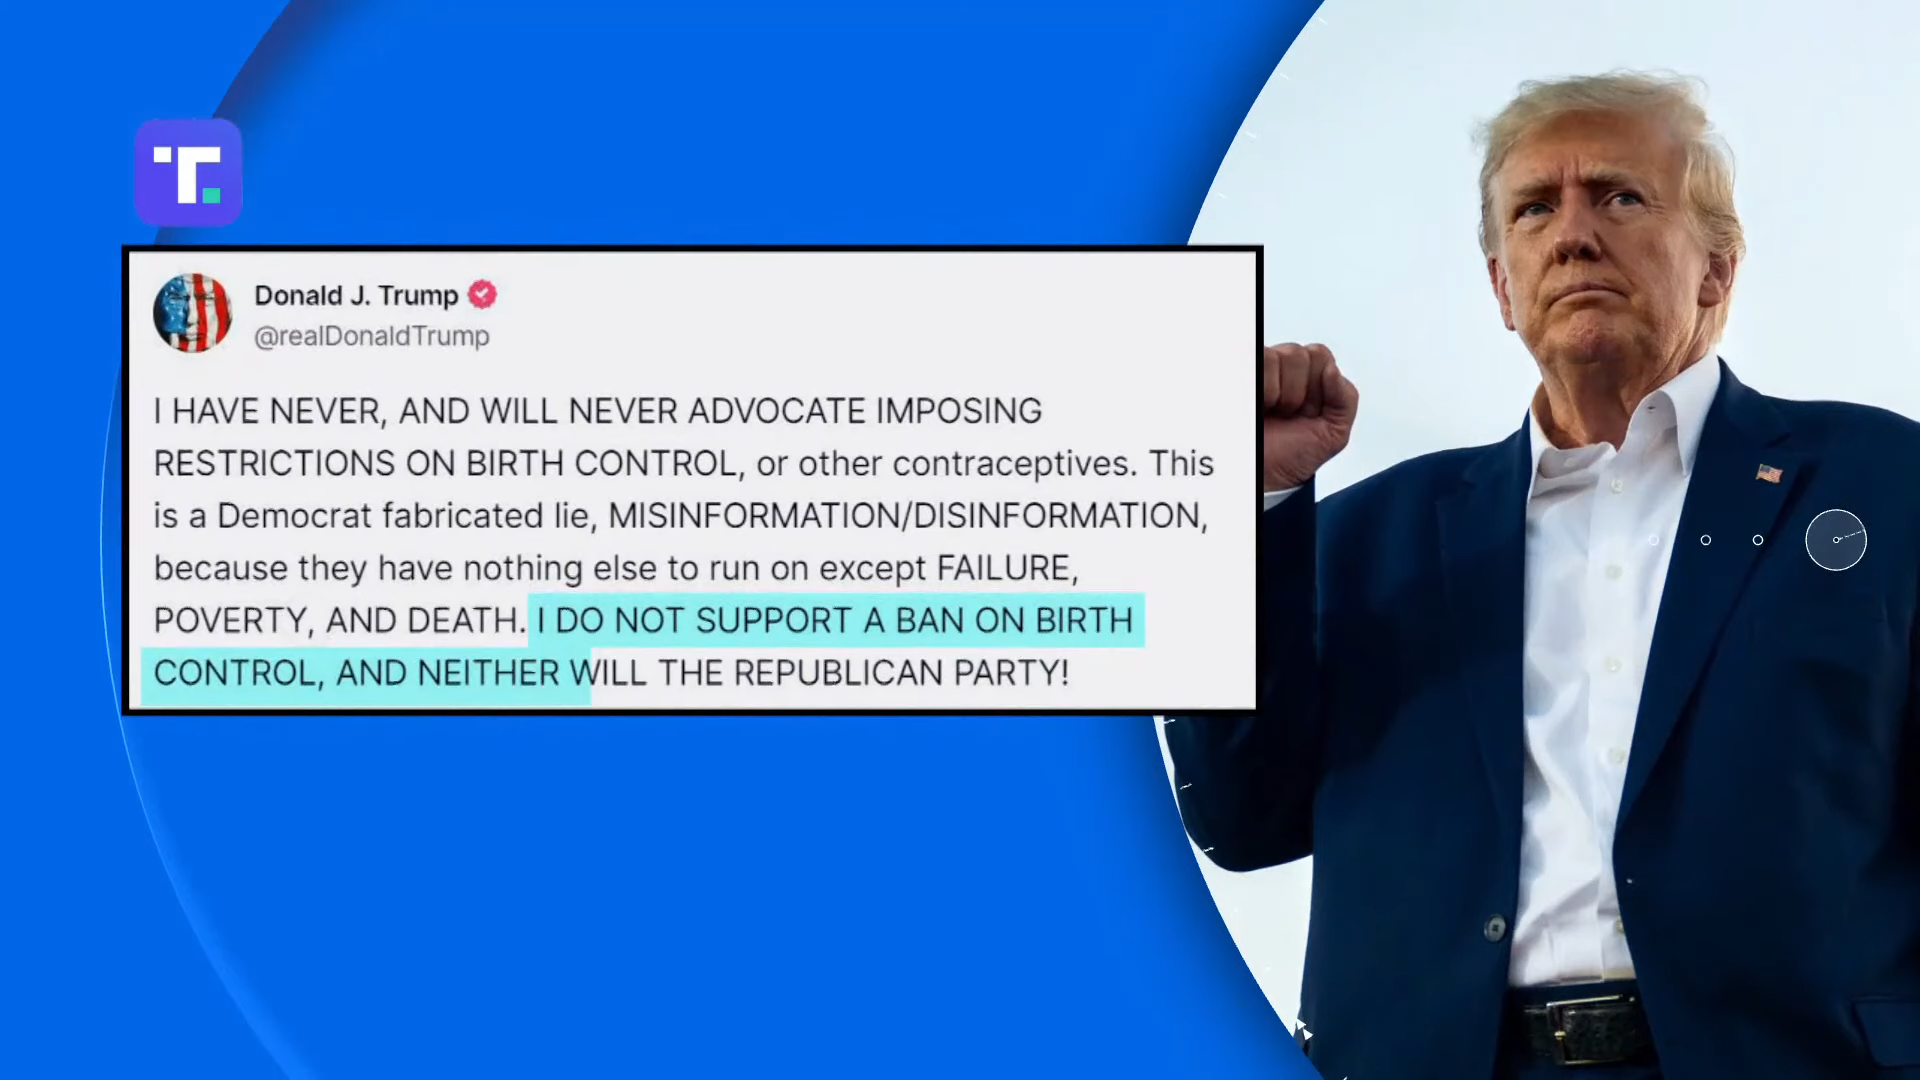 T.
Donald J. Trump
@realDonaldTrump
I HAVE NEVER, AND WILL NEVER ADVOCATE IMPOSING
RESTRICTIONS ON BIRTH CONTROL, or other contraceptives. This
is a Democrat fabricated lie, MISINFORMATION/DISINFORMATION,
because they have nothing else to run on except FAILURE,
POVERTY, AND DEATH. I DO NOT SUPPORT A BAN ON BIRTH
CONTROL, AND NEITHER WILL THE REPUBLICAN PARTY!